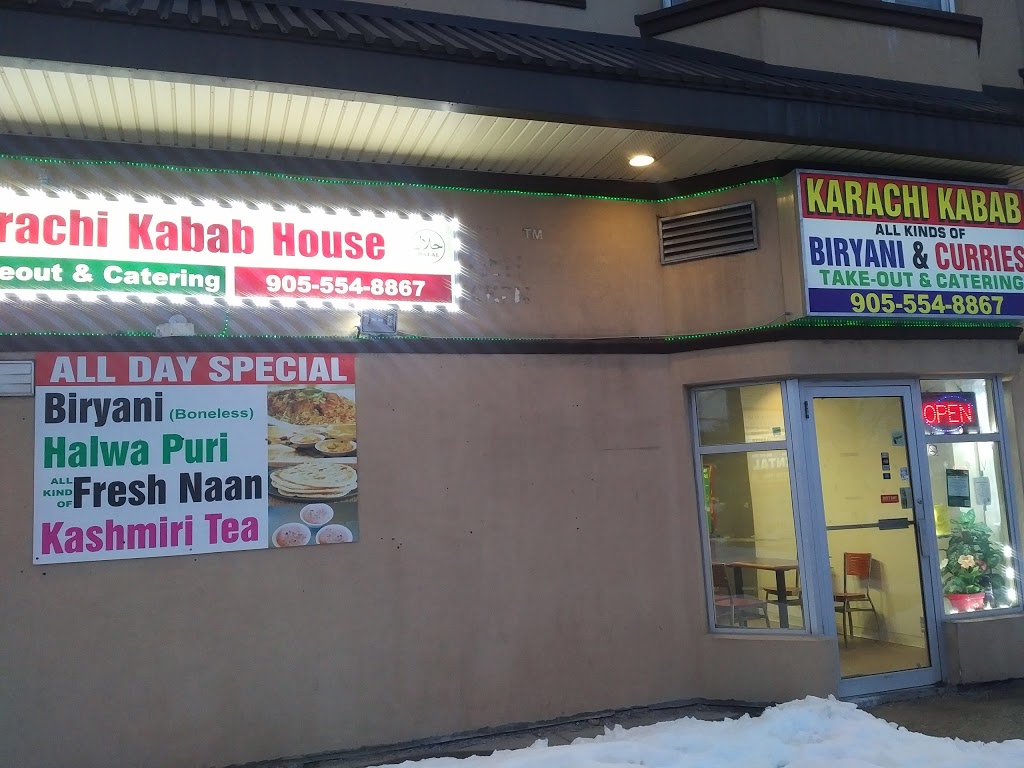 rachi Kabab House
حلال
eout & Catering
905-554-8867
TM
KARACHI KABAB
ALL KINDS OF
BIRYANI & CURRIES
TAKE-OUT & CATERING
905-554-8867
ALL DAY SPECIAL
Biryani (Boneless)
Halwa Puri
ALL KIND OF Fresh Naan
Kashmiri Tea
OPEN